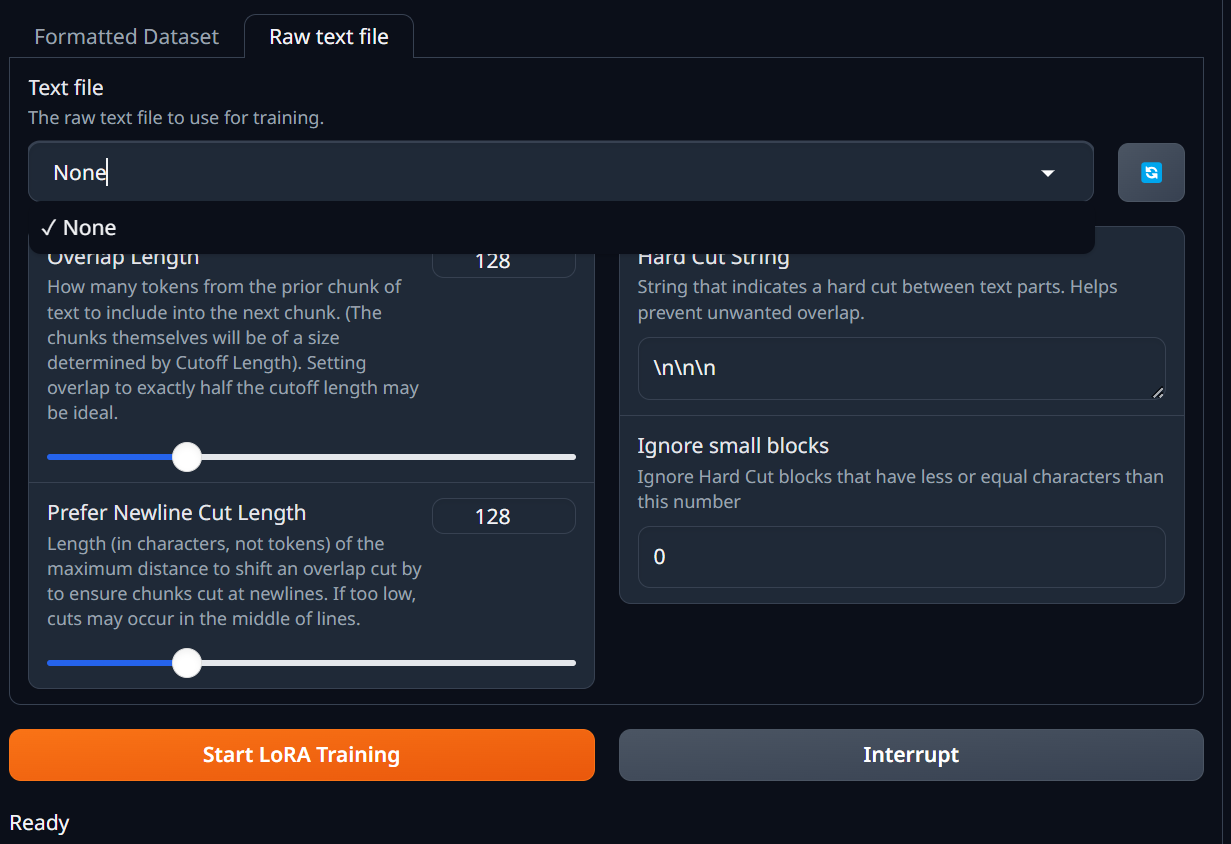 Formatted Dataset
Raw text file
Text file
The raw text file to use for training.
None
✓ None
Overlap Length
128
How many tokens from the prior chunk of
text to include into the next chunk. (The
chunks themselves will be of a size
determined by Cutoff Length). Setting
overlap to exactly half the cutoff length may
be ideal.
Prefer Newline Cut Length
128
Length (in characters, not tokens) of the
maximum distance to shift an overlap cut by
to ensure chunks cut at newlines. If too low,
cuts may occur in the middle of lines.
Hard Cut String
String that indicates a hard cut between text parts. Helps
prevent unwanted overlap.
\n\n\n
Ignore small blocks
Ignore Hard Cut blocks that have less or equal characters than
this number
0
Start LoRA Training
Interrupt
Ready